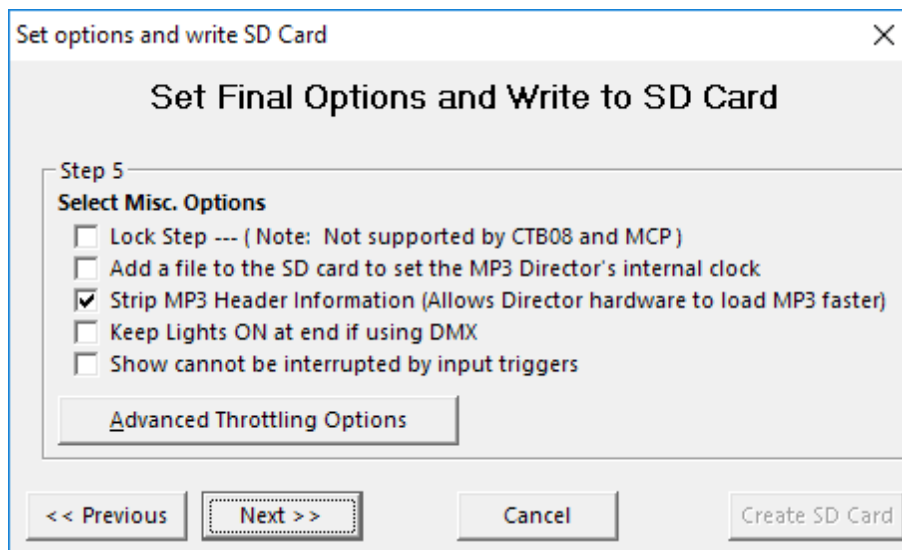 Set options and write SD Card
Set Final Options and Write to SD Card
Step 5
Select Misc. Options
Lock Step --- ( Note:  Not supported by CTB08 and MCP )
Add a file to the SD card to set the MP3 Director's internal clock
Strip MP3 Header Information (Allows Director hardware to load MP3 faster)
Keep Lights ON at end if using DMX
Show cannot be interrupted by input triggers
Advanced Throttling Options
<< Previous Next >> Cancel Create SD Card